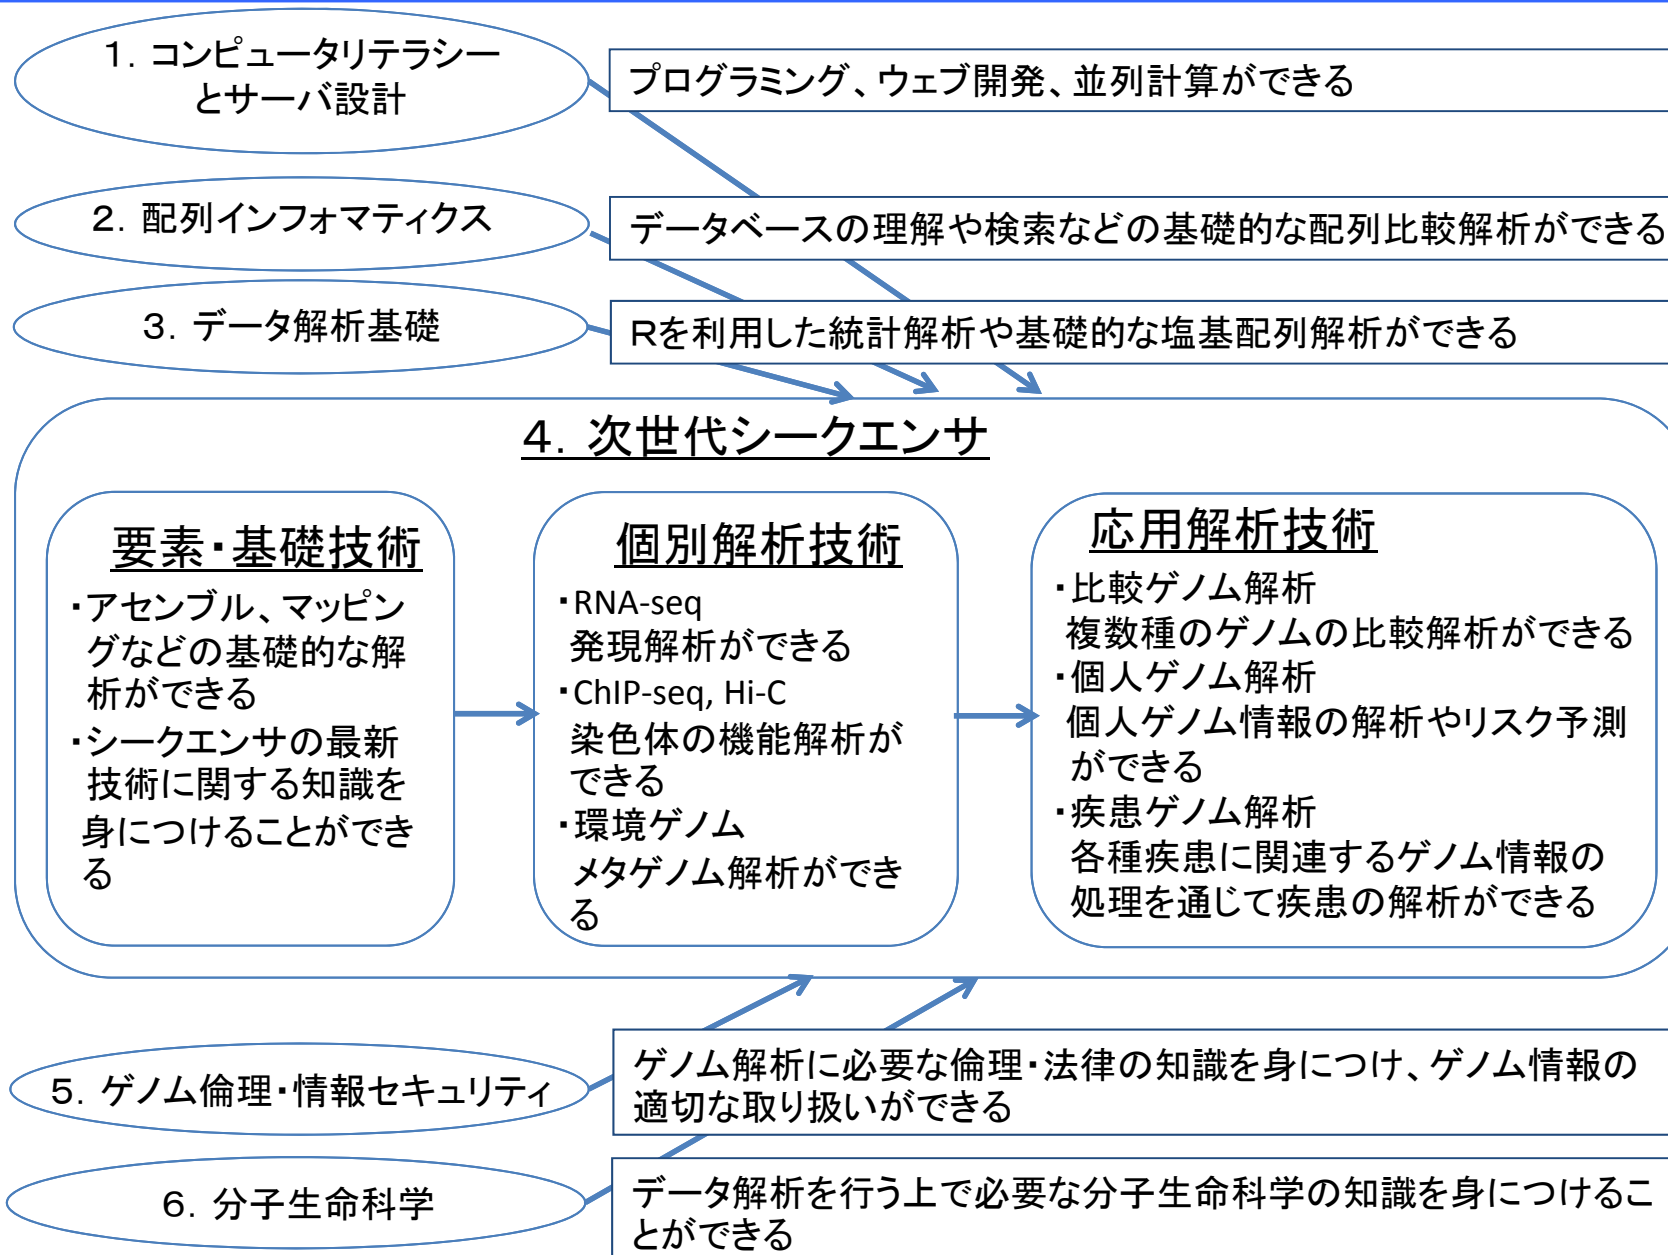 １．コンピュータリテラシー
とサーバ設計
プログラミング、ウェブ開発、並列計算ができる
２．配列インフォマティクス
データベースの理解や検索などの基礎的な配列比較解析ができる
３．データ解析基礎
Ｒを利用した統計解析や基礎的な塩基配列解析ができる
４．次世代シークエンサ
要素・基礎技術
・アセンブル、マッピン
グなどの基礎的な解
析ができる
・シークエンサの最新
技術に関する知識を
身につけることができ
る
個別解析技術
・RNA-seq
発現解析ができる
・ChIP-seq, Hi-C
染色体の機能解析が
できる
・環境ゲノム
メタゲノム解析ができ
る
応用解析技術
・比較ゲノム解析
複数種のゲノムの比較解析ができる
・個人ゲノム解析
個人ゲノム情報の解析やリスク予測
ができる
・疾患ゲノム解析
各種疾患に関連するゲノム情報の
処理を通じて疾患の解析ができる
５．ゲノム倫理・情報セキュリティ
ゲノム解析に必要な倫理・法律の知識を身につけ、ゲノム情報の
適切な取り扱いができる
６．分子生命科学
データ解析を行う上で必要な分子生命科学の知識を身につけるこ
とができる